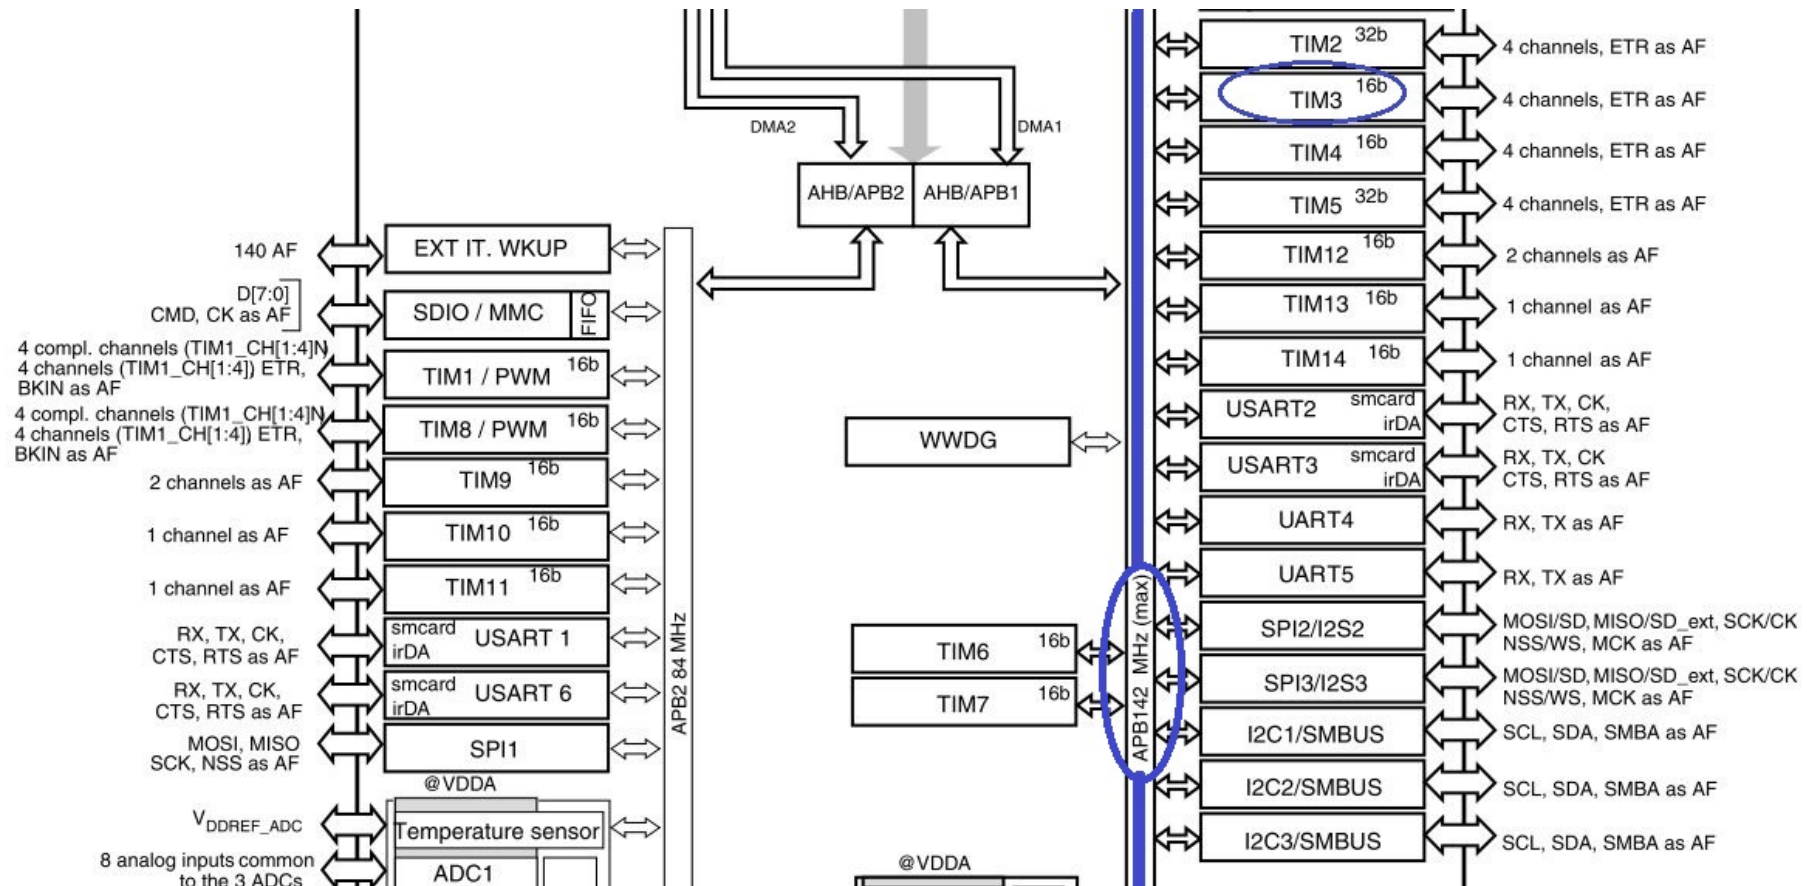 DMA2
DMA1
AHB/APB2
AHB/APB1
140 AF
EXT IT. WKUP
D[7:0]
CMD, CK as AF
SDIO / MMC
FIFO
4 compl. channels (TIM1_CH[1:4]N
4 channels (TIM1_CH[1:4]) ETR,
BKIN as AF
TIM1 / PWM
16b
4 compl. channels (TIM1_CH[1:4]N
4 channels (TIM1_CH[1:4]) ETR,
BKIN as AF
TIM8 / PWM
16b
2 channels as AF
TIM9
16b
1 channel as AF
TIM10
16b
1 channel as AF
TIM11
16b
RX, TX, CK,
CTS, RTS as AF
smcard
irDA
USART 1
RX, TX, CK,
CTS, RTS as AF
smcard
irDA
USART 6
MOSI, MISO
SCK, NSS as AF
SPI1
@VDDA
VDDREF_ADC
Temperature sensor
8 analog inputs common
to the 3 ADCs
ADC1
APB2 84 MHz
WWDG
TIM6
16b
TIM7
16b
@VDDA
APB142 MHz (max)
TIM2
32b
4 channels, ETR as AF
TIM3
16b
4 channels, ETR as AF
TIM4
16b
4 channels, ETR as AF
TIM5
32b
4 channels, ETR as AF
TIM12
16b
2 channels as AF
TIM13
16b
1 channel as AF
TIM14
16b
1 channel as AF
USART2
smcard
irDA
RX, TX, CK,
CTS, RTS as AF
USART3
smcard
irDA
RX, TX, CK
CTS, RTS as AF
UART4
RX, TX as AF
UART5
RX, TX as AF
SPI2/I2S2
MOSI/SD, MISO/SD_ext, SCK/CK
NSS/WS, MCK as AF
SPI3/I2S3
MOSI/SD, MISO/SD_ext, SCK/CK
NSS/WS, MCK as AF
I2C1/SMBUS
SCL, SDA, SMBA as AF
I2C2/SMBUS
SCL, SDA, SMBA as AF
I2C3/SMBUS
SCL, SDA, SMBA as AF